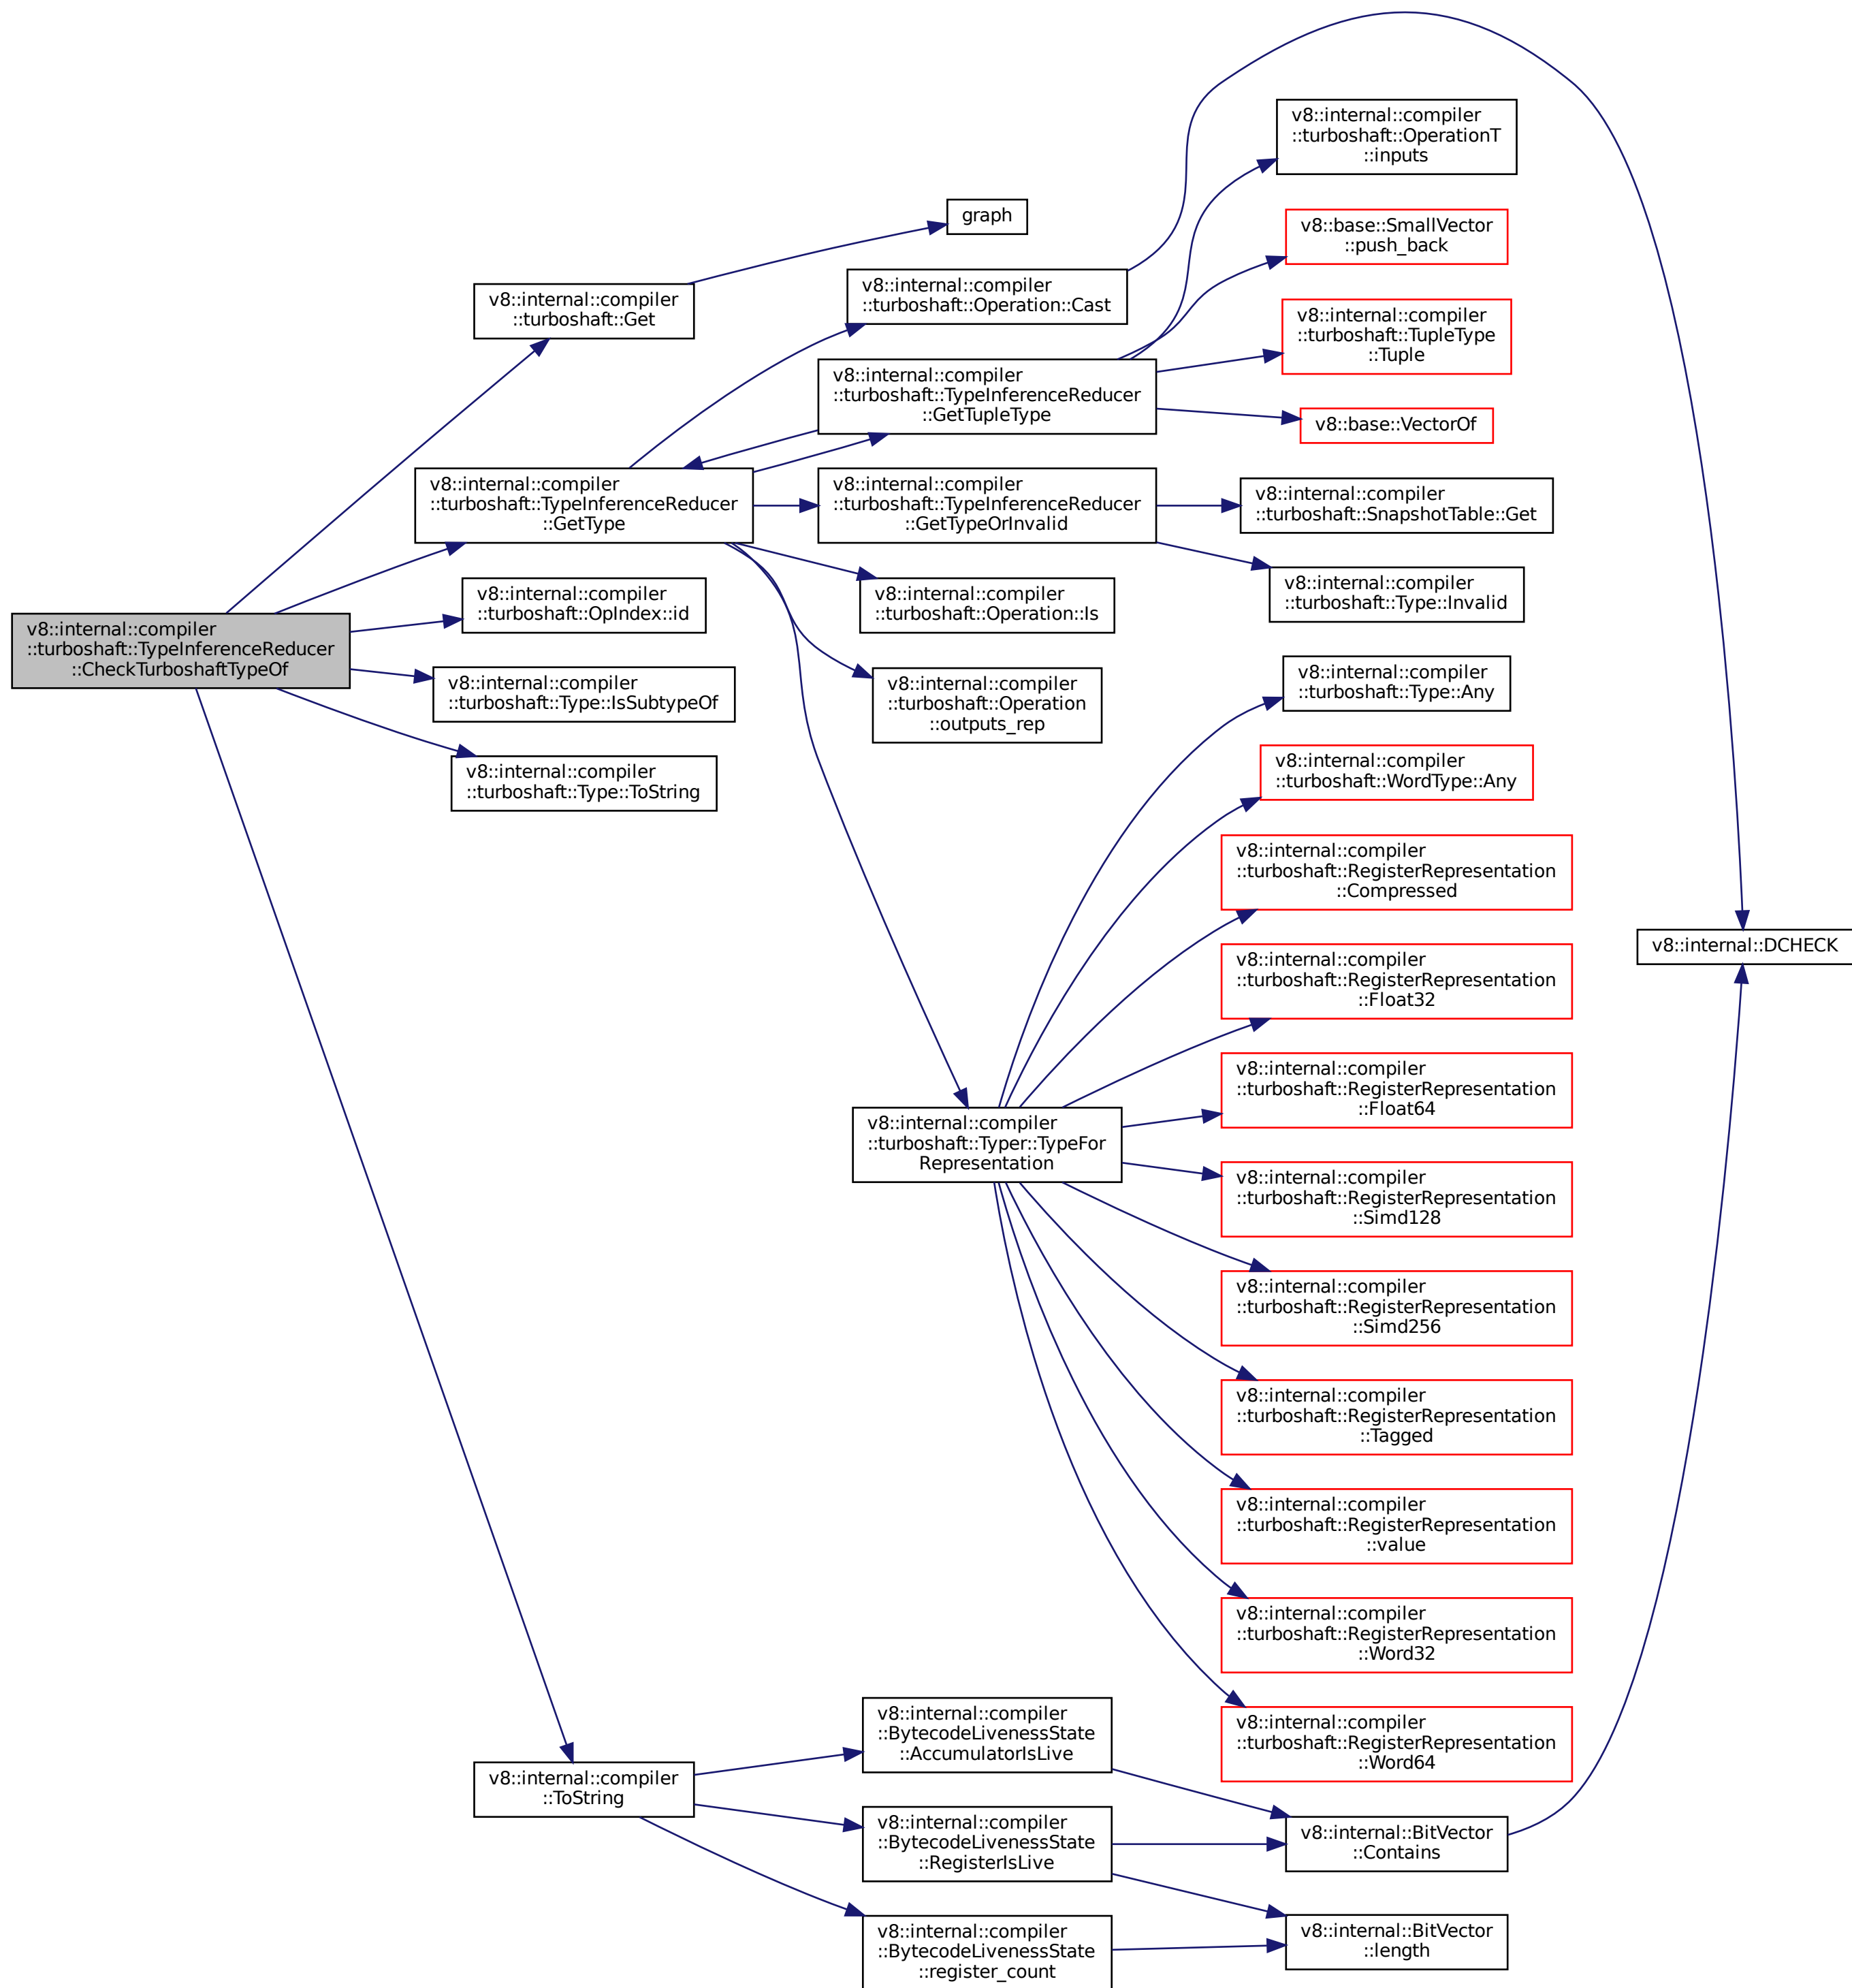 v8::internal::compiler
::turboshaft::TypeInferenceReducer
::CheckTurboshaftTypeOf
v8::internal::compiler
::turboshaft::Get
graph
v8::internal::compiler
::turboshaft::TypeInferenceReducer
::GetType
v8::internal::compiler
::turboshaft::OpIndex::id
v8::internal::compiler
::turboshaft::Type::IsSubtypeOf
v8::internal::compiler
::turboshaft::Type::ToString
v8::internal::compiler
::ToString
v8::internal::compiler
::turboshaft::Operation::Cast
v8::internal::compiler
::turboshaft::TypeInferenceReducer
::GetTupleType
v8::internal::compiler
::turboshaft::TypeInferenceReducer
::GetTypeOrInvalid
v8::internal::compiler
::turboshaft::Operation::Is
v8::internal::compiler
::turboshaft::Operation
::outputs_rep
v8::internal::compiler
::turboshaft::Typer::TypeFor
Representation
v8::internal::compiler
::BytecodeLivenessState
::AccumulatorIsLive
v8::internal::compiler
::BytecodeLivenessState
::RegisterIsLive
v8::internal::compiler
::BytecodeLivenessState
::register_count
v8::internal::compiler
::turboshaft::OperationT
::inputs
v8::base::SmallVector
::push_back
v8::internal::compiler
::turboshaft::TupleType
::Tuple
v8::base::VectorOf
v8::internal::compiler
::turboshaft::SnapshotTable::Get
v8::internal::compiler
::turboshaft::Type::Invalid
v8::internal::compiler
::turboshaft::Type::Any
v8::internal::compiler
::turboshaft::WordType::Any
v8::internal::compiler
::turboshaft::RegisterRepresentation
::Compressed
v8::internal::compiler
::turboshaft::RegisterRepresentation
::Float32
v8::internal::compiler
::turboshaft::RegisterRepresentation
::Float64
v8::internal::compiler
::turboshaft::RegisterRepresentation
::Simd128
v8::internal::compiler
::turboshaft::RegisterRepresentation
::Simd256
v8::internal::compiler
::turboshaft::RegisterRepresentation
::Tagged
v8::internal::compiler
::turboshaft::RegisterRepresentation
::value
v8::internal::compiler
::turboshaft::RegisterRepresentation
::Word32
v8::internal::compiler
::turboshaft::RegisterRepresentation
::Word64
v8::internal::BitVector
::Contains
v8::internal::BitVector
::length
v8::internal::DCHECK